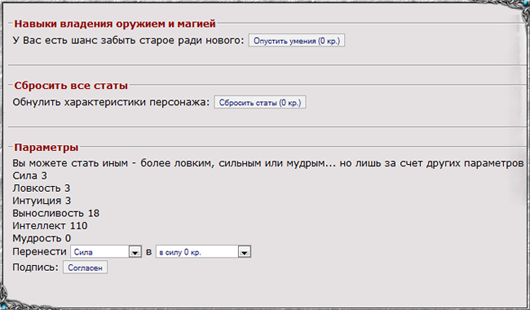 Навыки владения оружием и магией
У Вас есть шанс забыть старое ради нового: Опустить умения (0 кр.)
Сбросить все статы
Обнулить характеристики персонажа: Сбросить статы (0 кр.)
Параметры
Вы можете стать иным - более ловким, сильным или мудрым... но лишь за счет других параметров
Сила 3
Ловкость 3
Интуиция 3
Выносливость 18
Интеллект 110
Мудрость 0
Перенести Сила в в силу 0 кр.
Подпись: Согласен